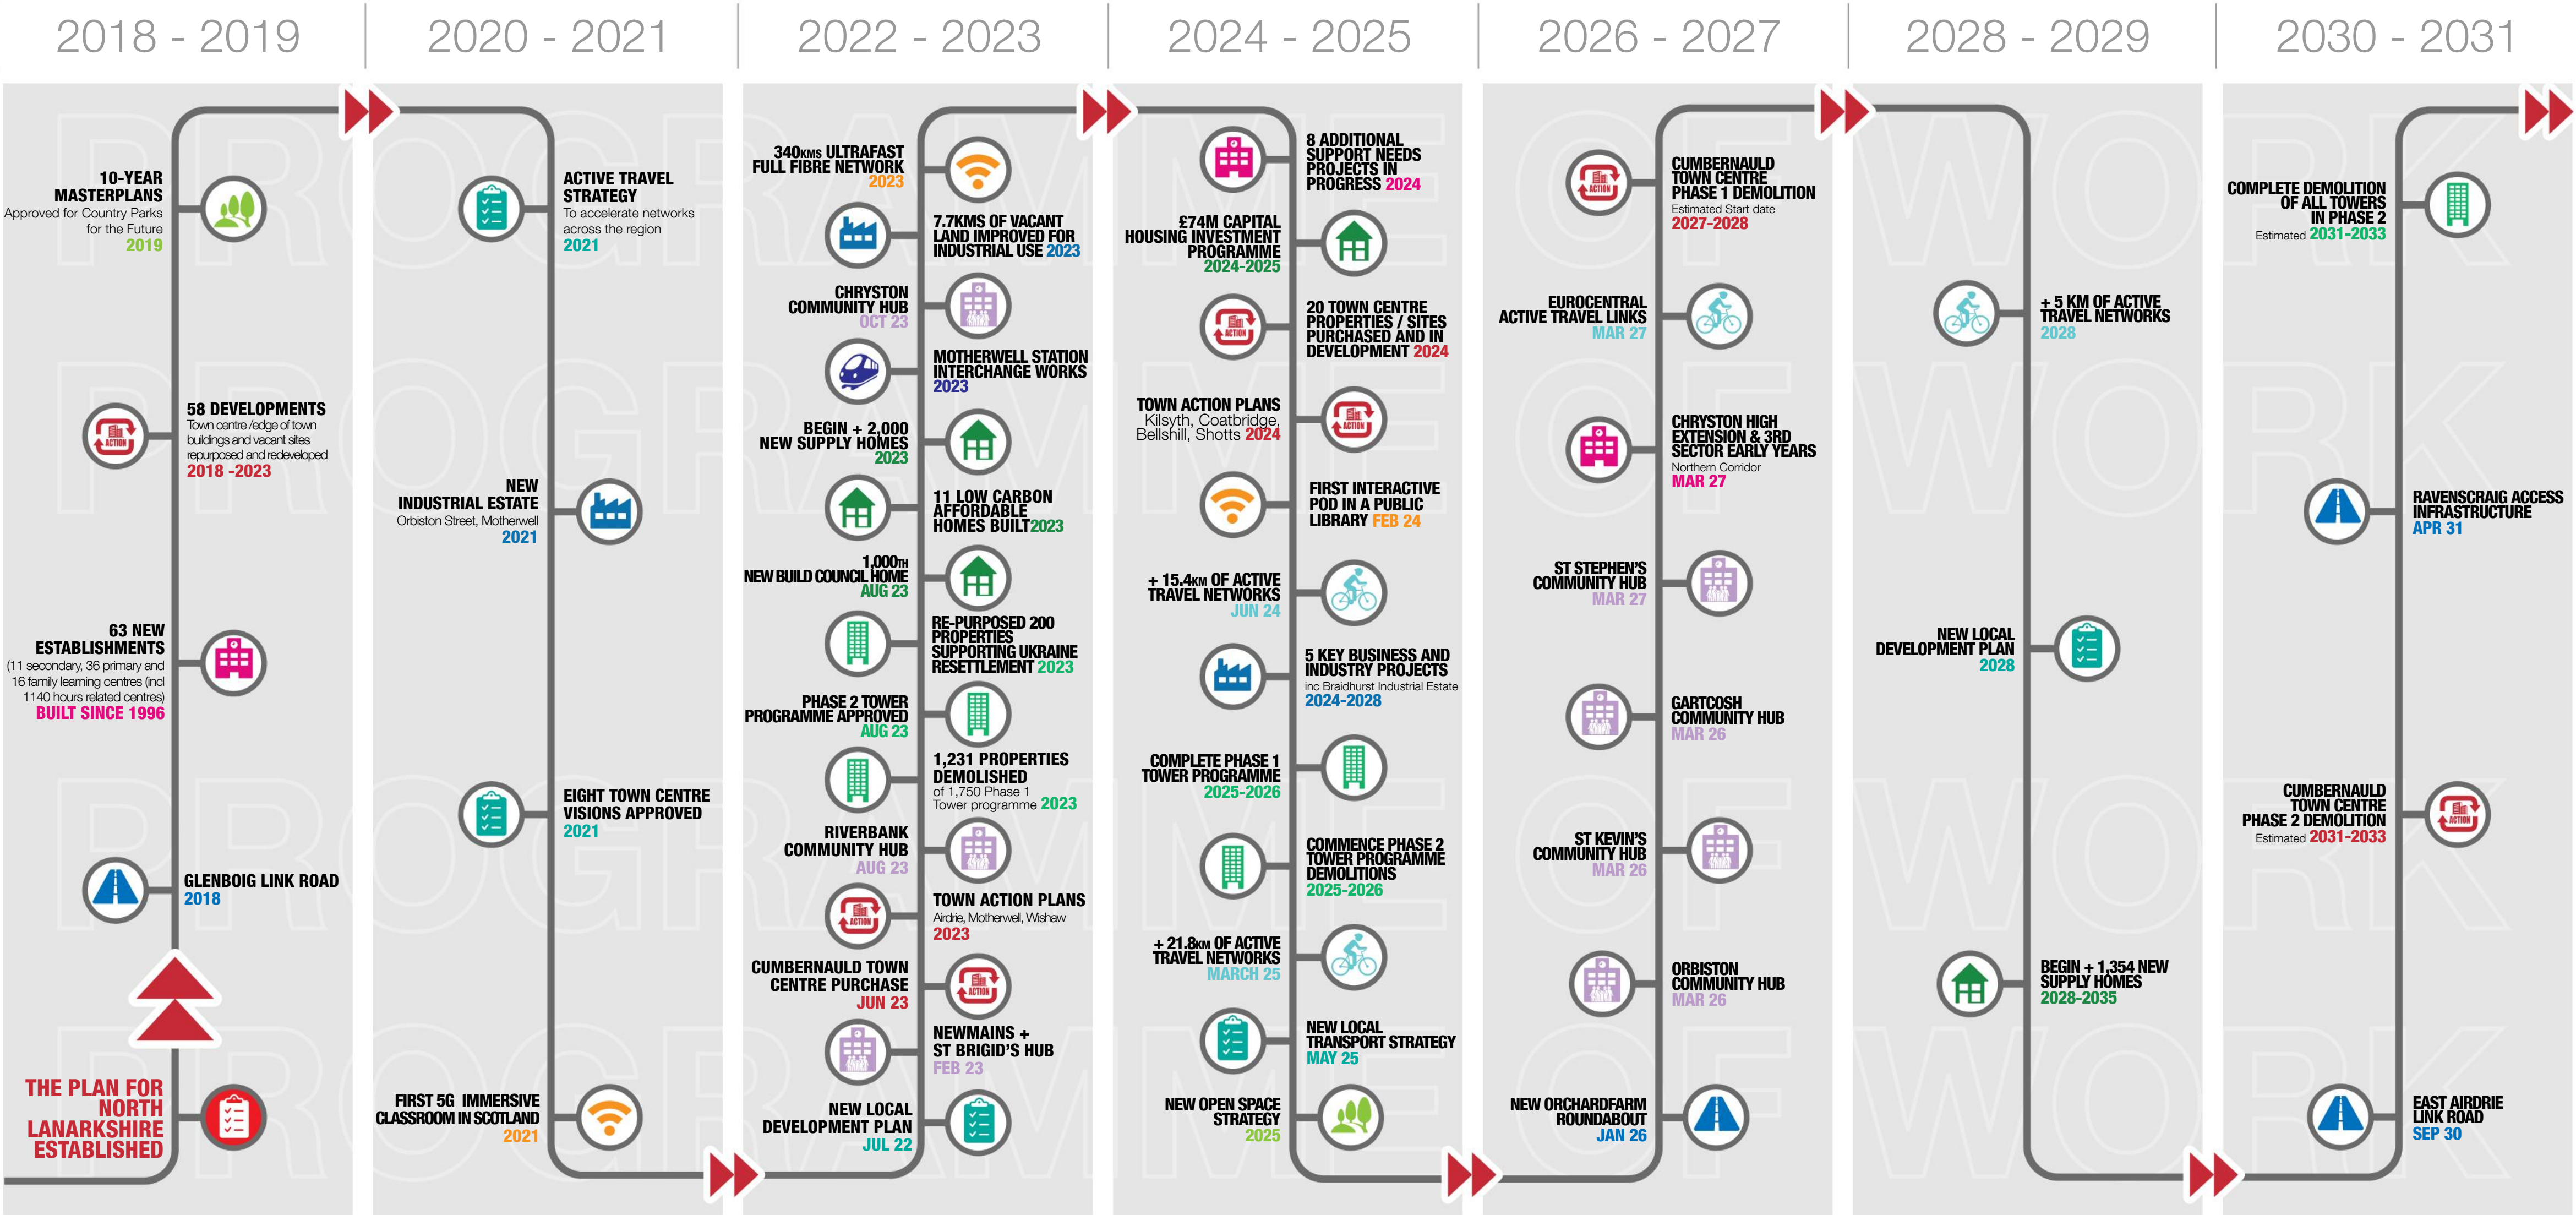 2018 - 2019
2020 - 2021
2022 - 2023
2024 - 2025
2026 - 2027
2028 - 2029
2030 - 2031
PROGRAMME OF WORK
PROGRAMME OF WORK
PROGRAMME OF WORK
PROGRAMME OF WORK
10-YEAR
MASTERPLANS
Approved for Country Parks
for the Future
2019
ACTION
58 DEVELOPMENTS
Town centre /edge of town
buildings and vacant sites
repurposed and redeveloped
2018 -2023
63 NEW
ESTABLISHMENTS
(11 secondary, 36 primary and
16 family learning centres (incl
1140 hours related centres)
BUILT SINCE 1996
GLENBOIG LINK ROAD
2018
THE PLAN FOR
NORTH
LANARKSHIRE
ESTABLISHED
ACTIVE TRAVEL
STRATEGY
To accelerate networks
across the region
2021
NEW
INDUSTRIAL ESTATE
Orbiston Street, Motherwell
2021
EIGHT TOWN CENTRE
VISIONS APPROVED
2021
FIRST 5G IMMERSIVE
CLASSROOM IN SCOTLAND
2021
340KMS ULTRAFAST
FULL FIBRE NETWORK
2023
7.7KMS OF VACANT
LAND IMPROVED FOR
INDUSTRIAL USE 2023
CHRYSTON
COMMUNITY HUB
OCT 23
MOTHERWELL STATION
INTERCHANGE WORKS
2023
BEGIN + 2,000
NEW SUPPLY HOMES
2023
11 LOW CARBON
AFFORDABLE
HOMES BUILT2023
1,000TH
NEW BUILD COUNCIL HOME
AUG 23
RE-PURPOSED 200
PROPERTIES
SUPPORTING UKRAINE
RESETTLEMENT 2023
PHASE 2 TOWER
PROGRAMME APPROVED
AUG 23
1,231 PROPERTIES
DEMOLISHED
of 1,750 Phase 1
Tower programme 2023
RIVERBANK
COMMUNITY HUB
AUG 23
ACTION
TOWN ACTION PLANS
Airdrie, Motherwell, Wishaw
2023
CUMBERNAULD TOWN
CENTRE PURCHASE
JUN 23
ACTION
NEWMAINS +
ST BRIGID'S HUB
FEB 23
NEW LOCAL
DEVELOPMENT PLAN
JUL 22
8 ADDITIONAL
SUPPORT NEEDS
PROJECTS IN
PROGRESS 2024
£74M CAPITAL
HOUSING INVESTMENT
PROGRAMME
2024-2025
ACTION
20 TOWN CENTRE
PROPERTIES / SITES
PURCHASED AND IN
DEVELOPMENT 2024
TOWN ACTION PLANS
Kilsyth, Coatbridge,
Bellshill, Shotts 2024
ACTION
FIRST INTERACTIVE
POD IN A PUBLIC
LIBRARY FEB 24
+ 15.4KM OF ACTIVE
TRAVEL NETWORKS
JUN 24
5 KEY BUSINESS AND
INDUSTRY PROJECTS
inc Braidhurst Industrial Estate
2024-2028
COMPLETE PHASE 1
TOWER PROGRAMME
2025-2026
COMMENCE PHASE 2
TOWER PROGRAMME
DEMOLITIONS
2025-2026
+ 21.8KM OF ACTIVE
TRAVEL NETWORKS
MARCH 25
NEW LOCAL
TRANSPORT STRATEGY
MAY 25
NEW OPEN SPACE
STRATEGY
2025
ACTION
CUMBERNAULD
TOWN CENTRE
PHASE 1 DEMOLITION
Estimated Start date
2027-2028
EUROCENTRAL
ACTIVE TRAVEL LINKS
MAR 27
CHRYSTON HIGH
EXTENSION & 3RD
SECTOR EARLY YEARS
Northern Corridor
MAR 27
ST STEPHEN'S
COMMUNITY HUB
MAR 27
GARTCOSH
COMMUNITY HUB
MAR 26
ST KEVIN'S
COMMUNITY HUB
MAR 26
ORBISTON
COMMUNITY HUB
MAR 26
NEW ORCHARDFARM
ROUNDABOUT
JAN 26
+ 5 KM OF ACTIVE
TRAVEL NETWORKS
2028
NEW LOCAL
DEVELOPMENT PLAN
2028
BEGIN + 1,354 NEW
SUPPLY HOMES
2028-2035
COMPLETE DEMOLITION
OF ALL TOWERS
IN PHASE 2
Estimated 2031-2033
RAVENSCRAIG ACCESS
INFRASTRUCTURE
APR 31
CUMBERNAULD
TOWN CENTRE
PHASE 2 DEMOLITION
Estimated 2031-2033
ACTION
EAST AIRDRIE
LINK ROAD
SEP 30